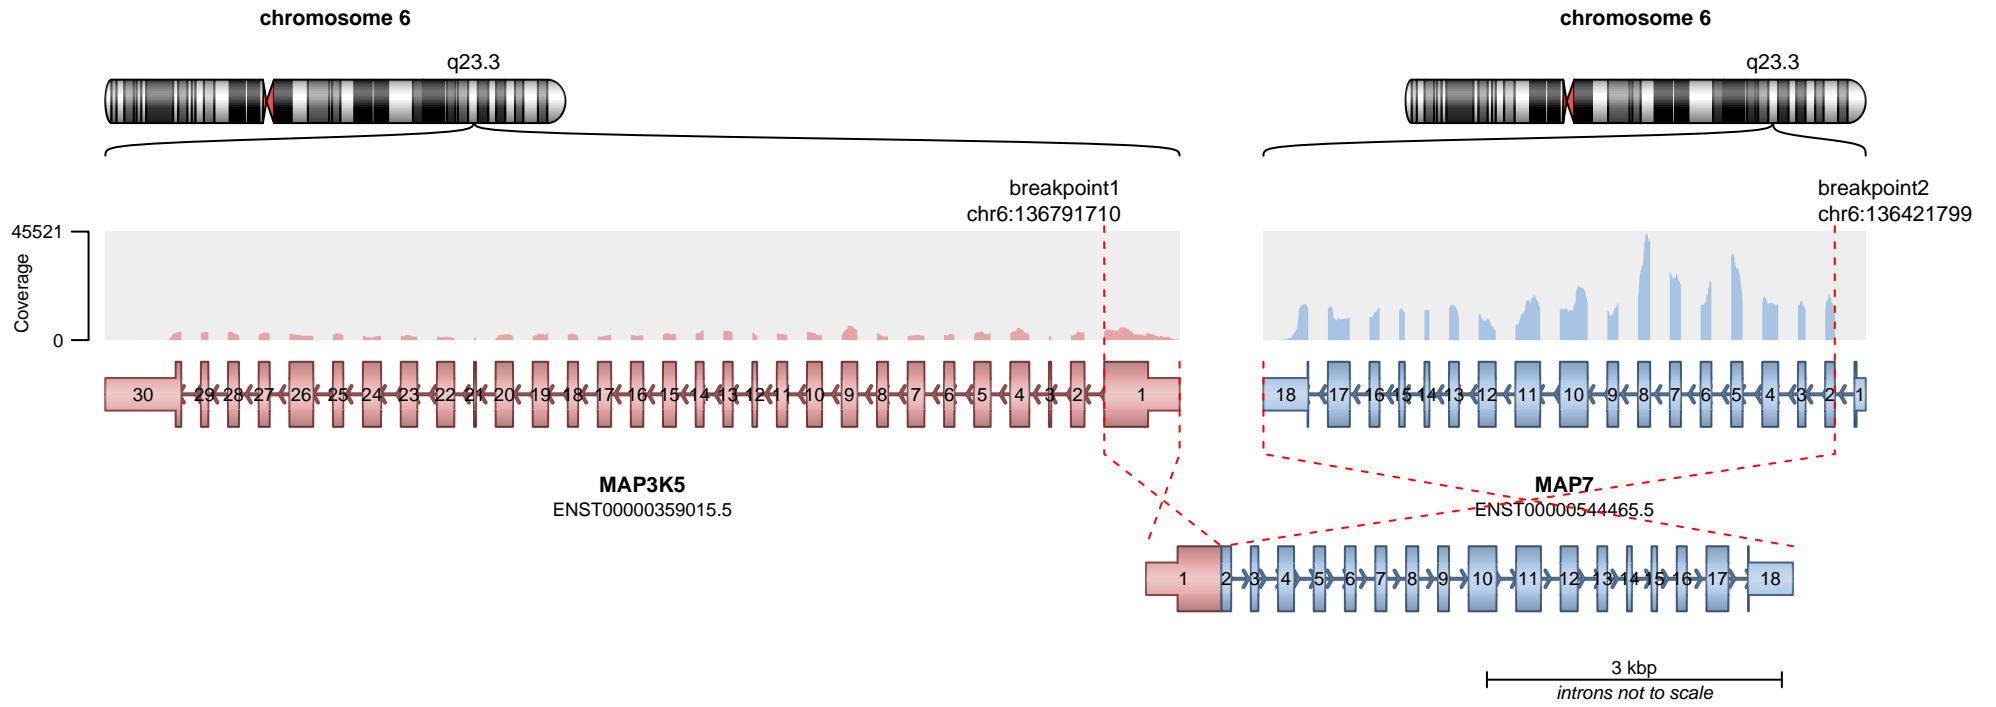 chromosome 6
chromosome 6
q23.3
q23.3
breakpoint1
chr6:136791710
breakpoint2
chr6:136421799
45521
Coverage
0
30 29 28 27 26 25 24 23 22 21 20 19 18 17 16 15 14 13 12 11 10 9 8 7 6 5 4 3 2 1
18 17 16 15 14 13 12 11 10 9 8 7 6 5 4 3 2 1
MAP3K5
ENST00000359015.5
MAP7
ENST00000544465.5
1 2 3 4 5 6 7 8 9 10 11 12 13 14 15 16 17 18
3 kbp
introns not to scale